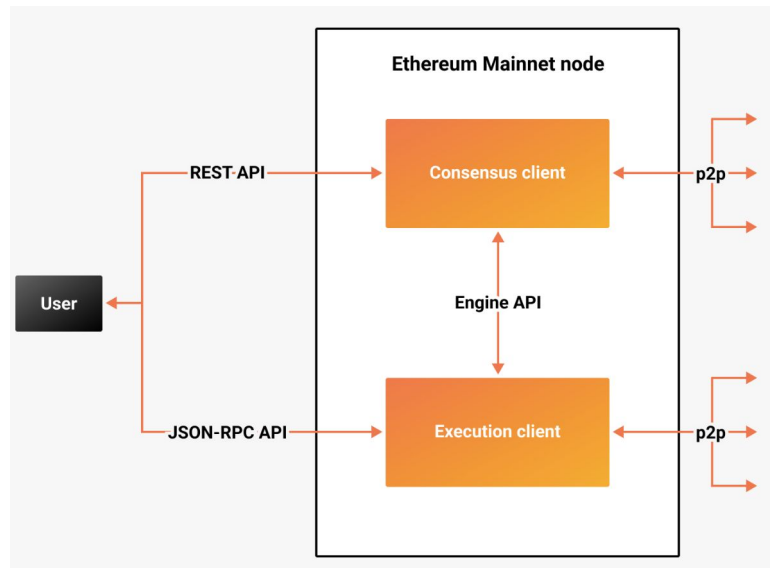 Ethereum Mainnet node
REST API
Consensus client
p2p
User
Engine API
JSON-RPC API
Execution client
p2p